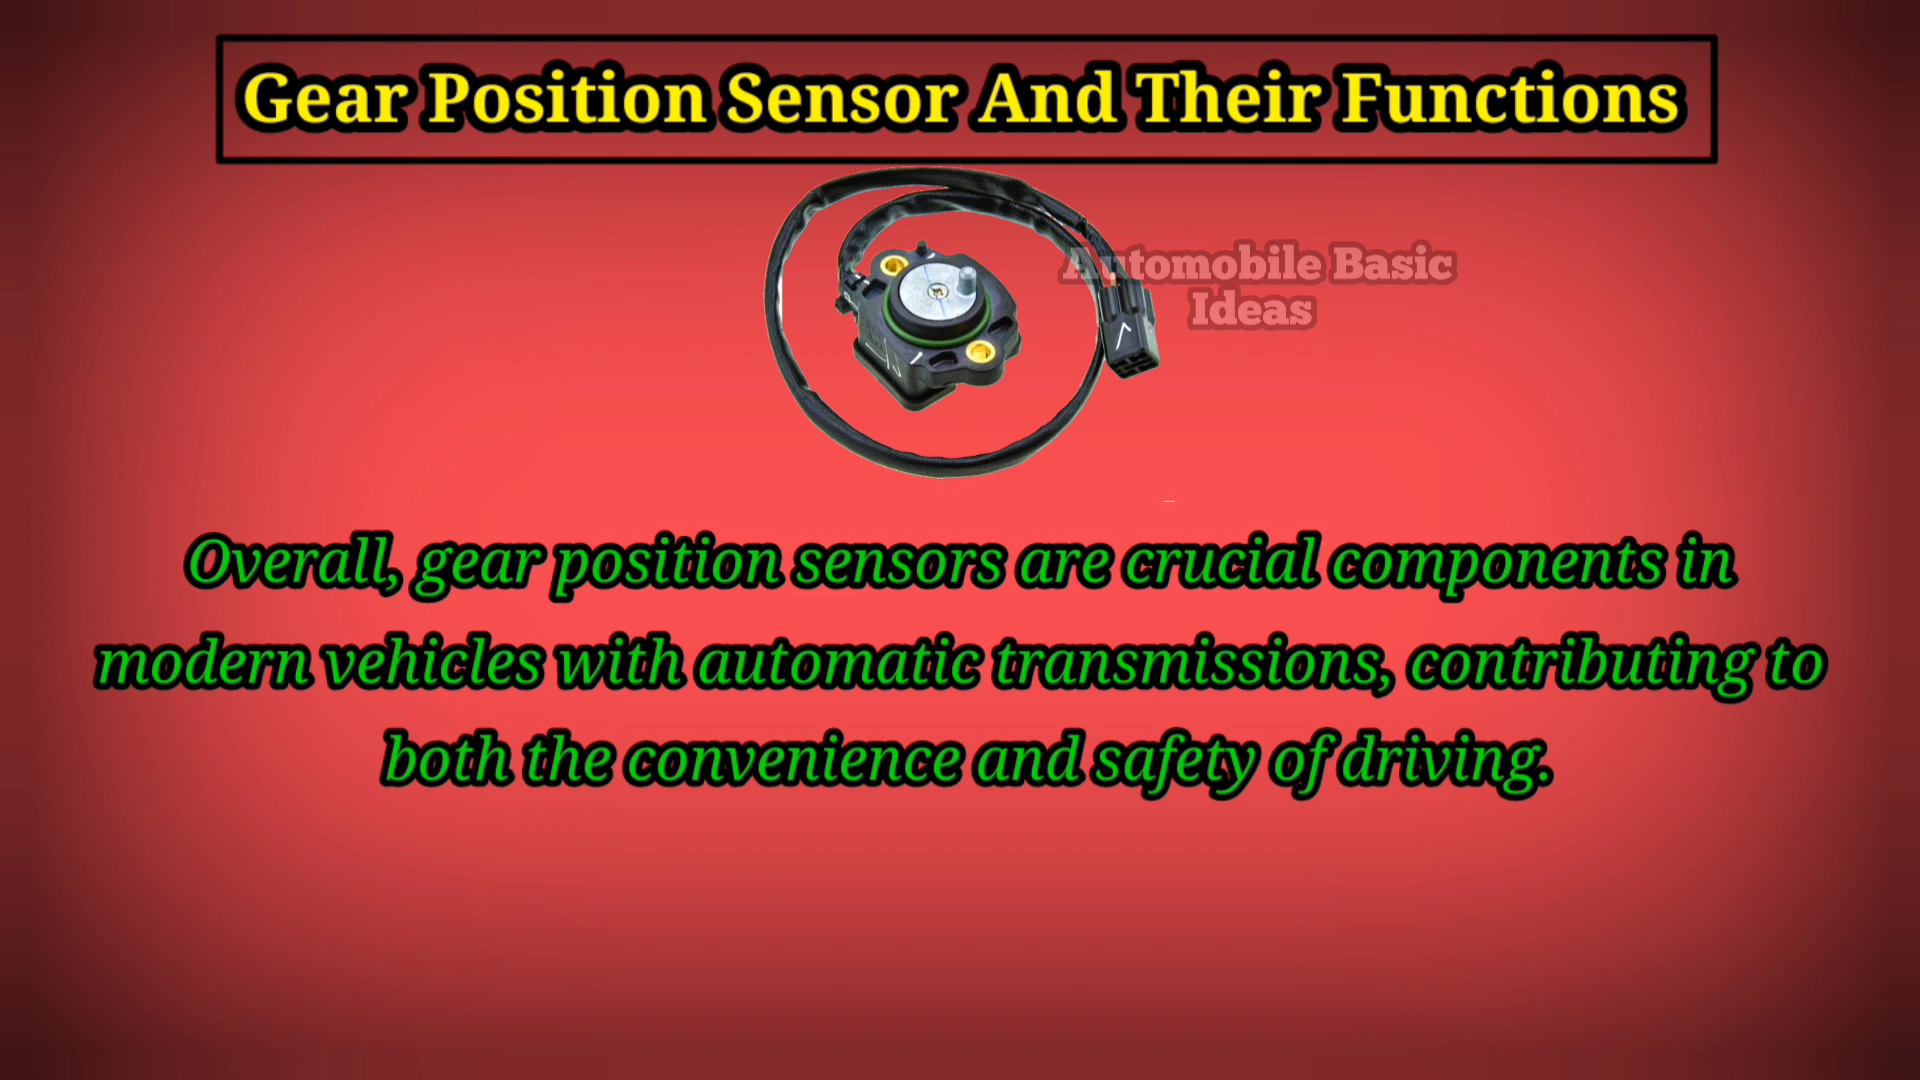 Gear Position Sensor And Their Functions
Automobile Basic
Ideas
Overall, gear position sensors are crucial components in
modern vehicles with automatic transmissions, contributing to
both the convenience and safety of driving.